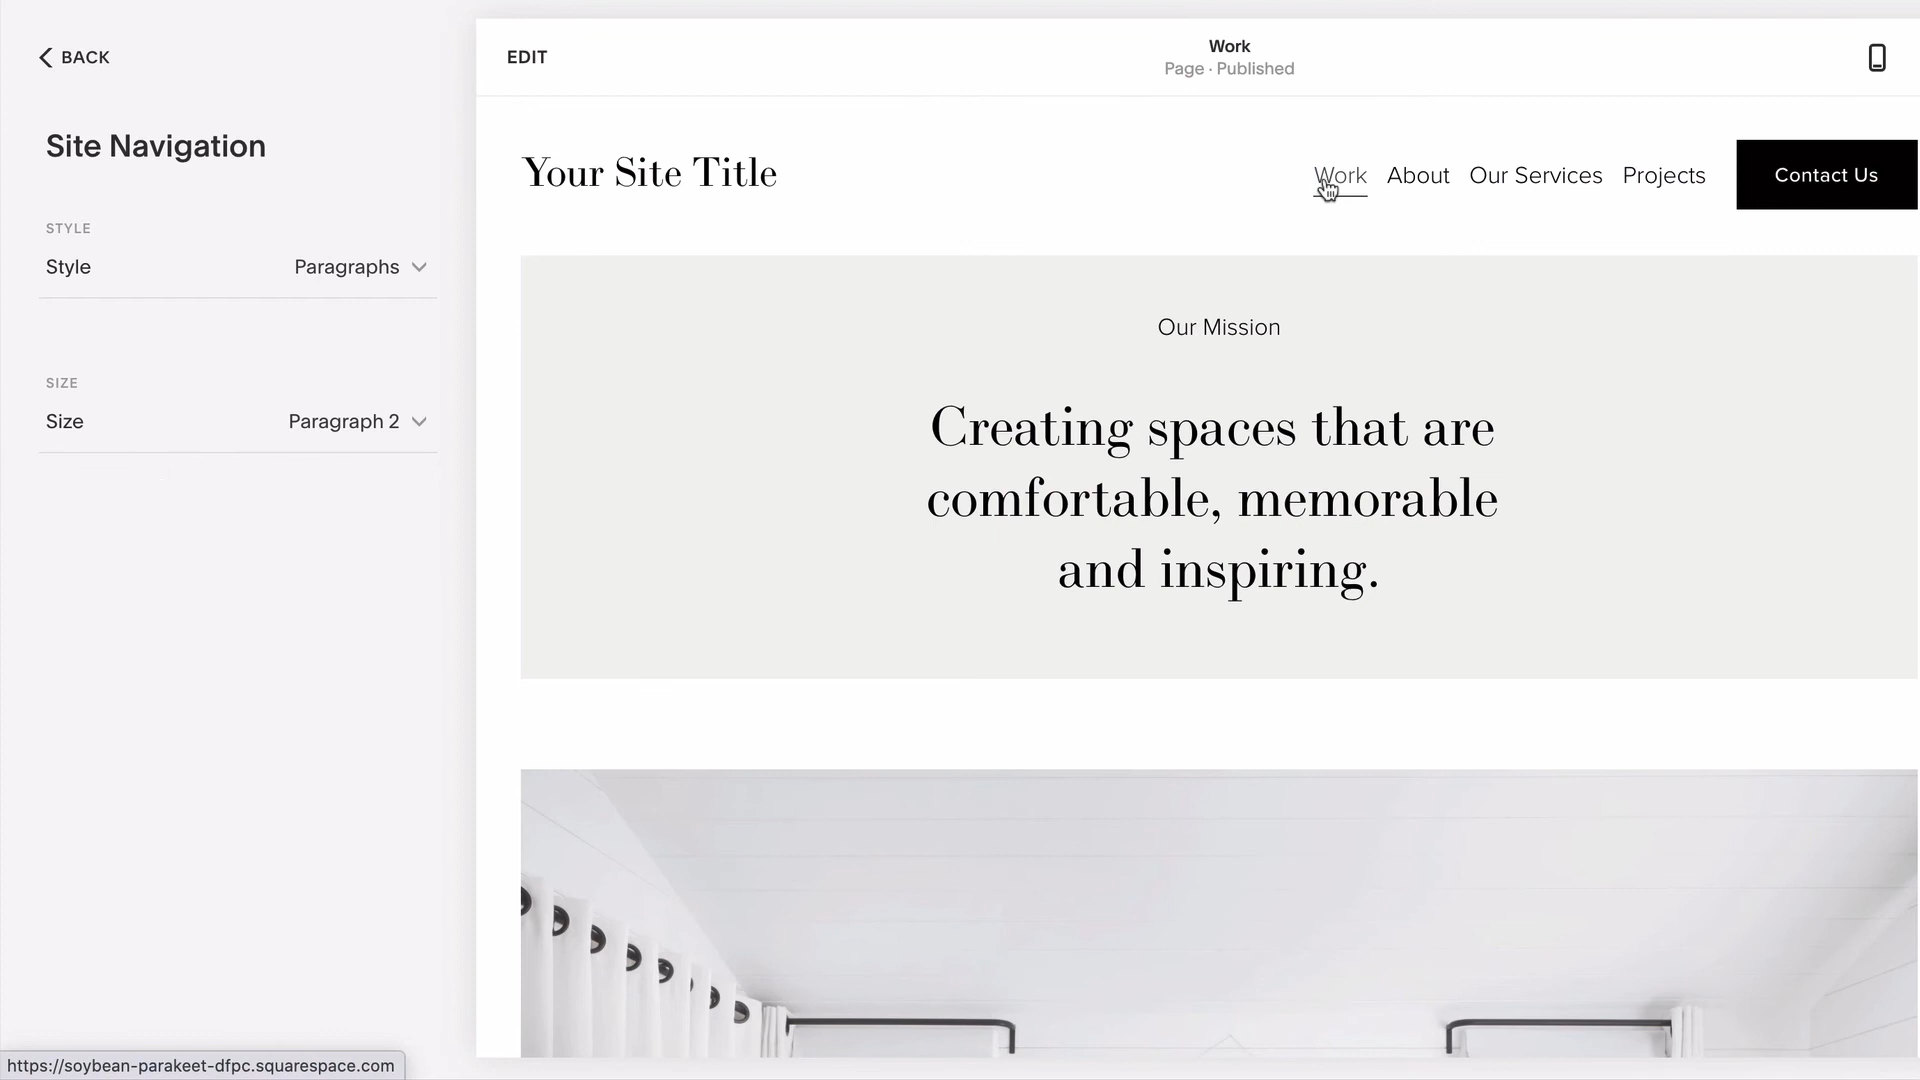 BACK
Site Navigation
STYLE
Style Paragraphs
SIZE
Size Paragraph 2
EDIT
Work
Page · Published
Your Site Title
Work About Our Services Projects Contact Us
Our Mission
Creating spaces that are
comfortable, memorable
and inspiring.
https://soybean-parakeet-dfpc.squarespace.com